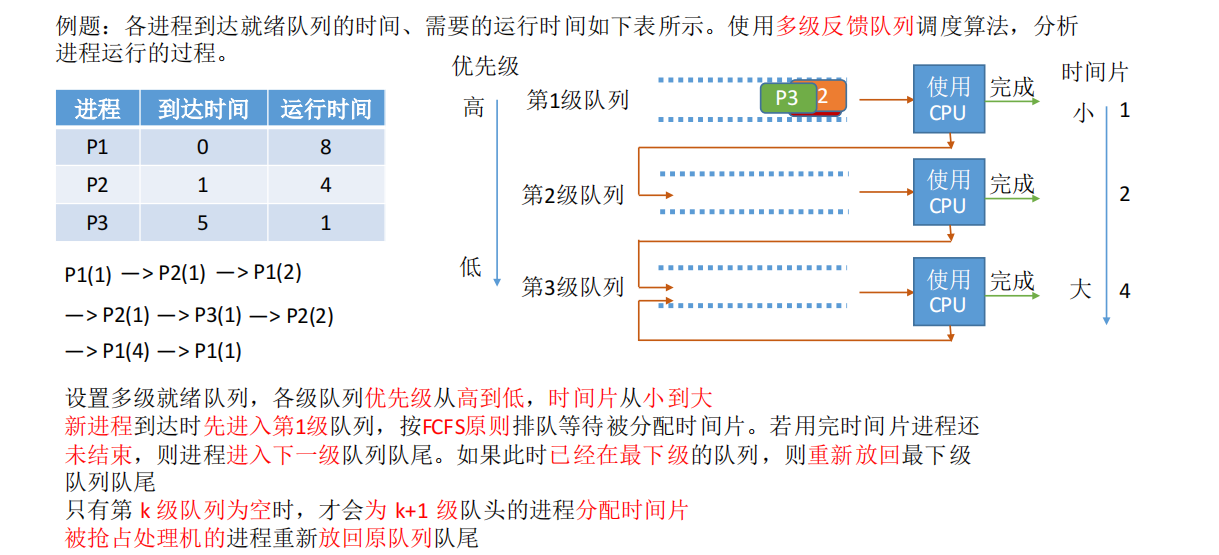 例题：各进程到达就绪队列的时间、需要的运行时间如下表所示。使用多级反馈队列调度算法，分析
进程运行的过程。
进程 到达时间 运行时间
P1 0 8
P2 1 4
P3 5 1
P1(1) —> P2(1) —> P1(2)
—> P2(1) —> P3(1) —> P2(2)
—> P1(4) —> P1(1)
优先级
高
低
第1级队列
P3 2
使用
CPU
完成
第2级队列
使用
CPU
完成
第3级队列
使用
CPU
完成
时间片
小 1
2
大 4
设置多级就绪队列，各级队列优先级从高到低，时间片从小到大
新进程到达时先进入第1级队列，按FCFS原则排队等待被分配时间片。若用完时间片进程还
未结束，则进程进入下一级队列队尾。如果此时已经在最下级的队列，则重新放回最下级
队列队尾
只有第 k 级队列为空时，才会为 k+1 级队头的进程分配时间片
被抢占处理机的进程重新放回原队列队尾